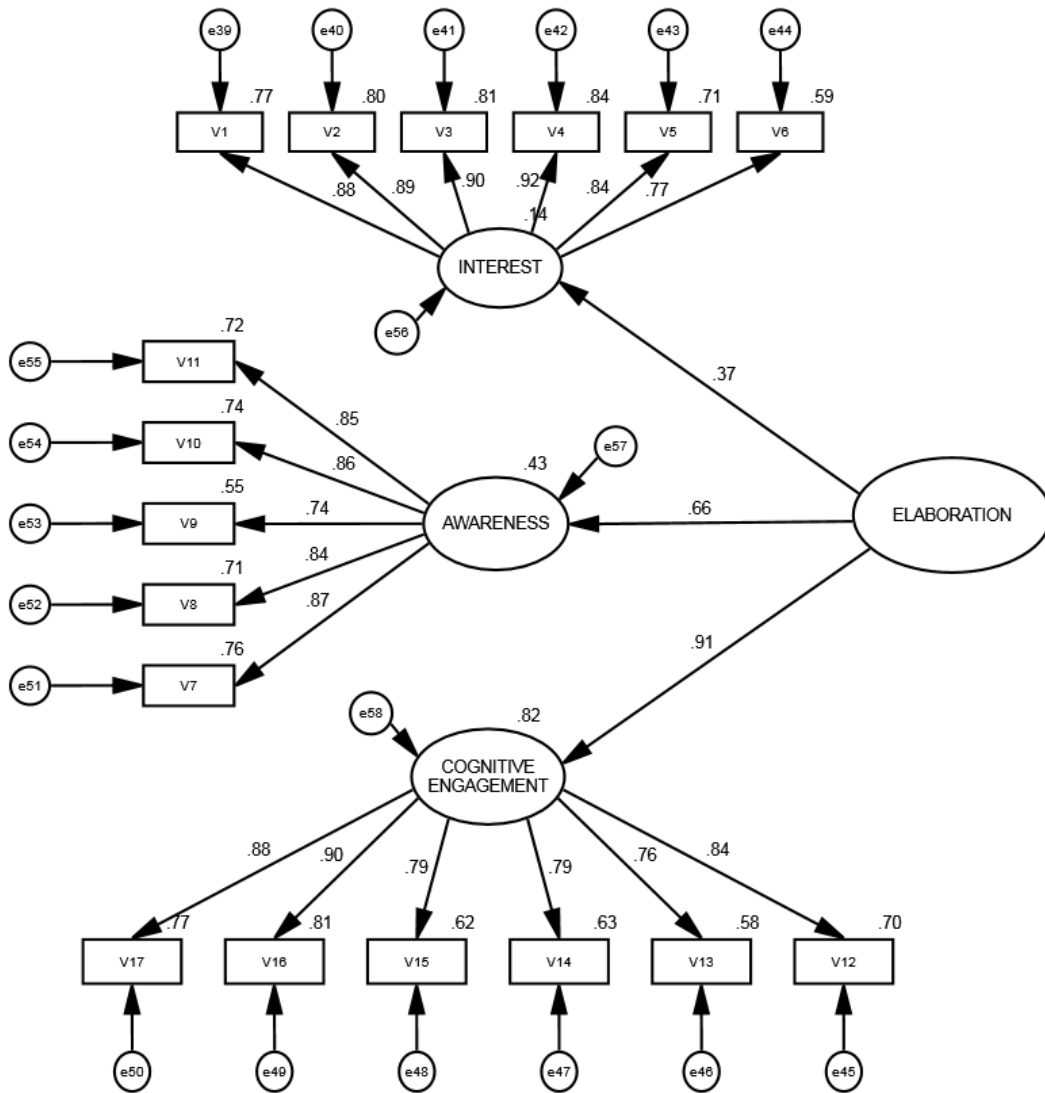 e39 e40 e41 e42 e43 e44
.77 .80 .81 .84 .71 .59
V1 V2 V3 V4 V5 V6
.88 .89 .90 .92 .84 .77
.14
INTEREST
e56
.37
.72
e55 V11
.85
.74
e54 V10
.86
.55
e53 V9
.74
.71
e52 V8
.84
.76
e51 V7
.87
.43
e57
AWARENESS
.66
ELABORATION
.91
e58
.82
COGNITIVE
ENGAGEMENT
.88 .90 .79 .79 .76 .84
.77 .81 .62 .63 .58 .70
V17 V16 V15 V14 V13 V12
e50 e49 e48 e47 e46 e45